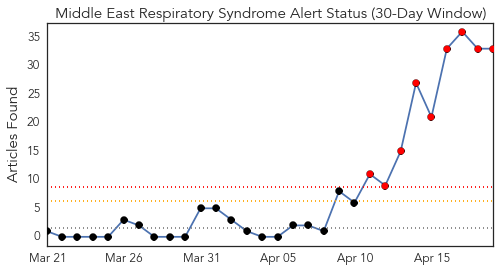 Middle East Respiratory Syndrome Alert Status (30-Day Window)
Articles Found
35
30
25
20
15
10
5
0
Mar 21 Mar 26 Mar 31 Apr 05 Apr 10 Apr 15